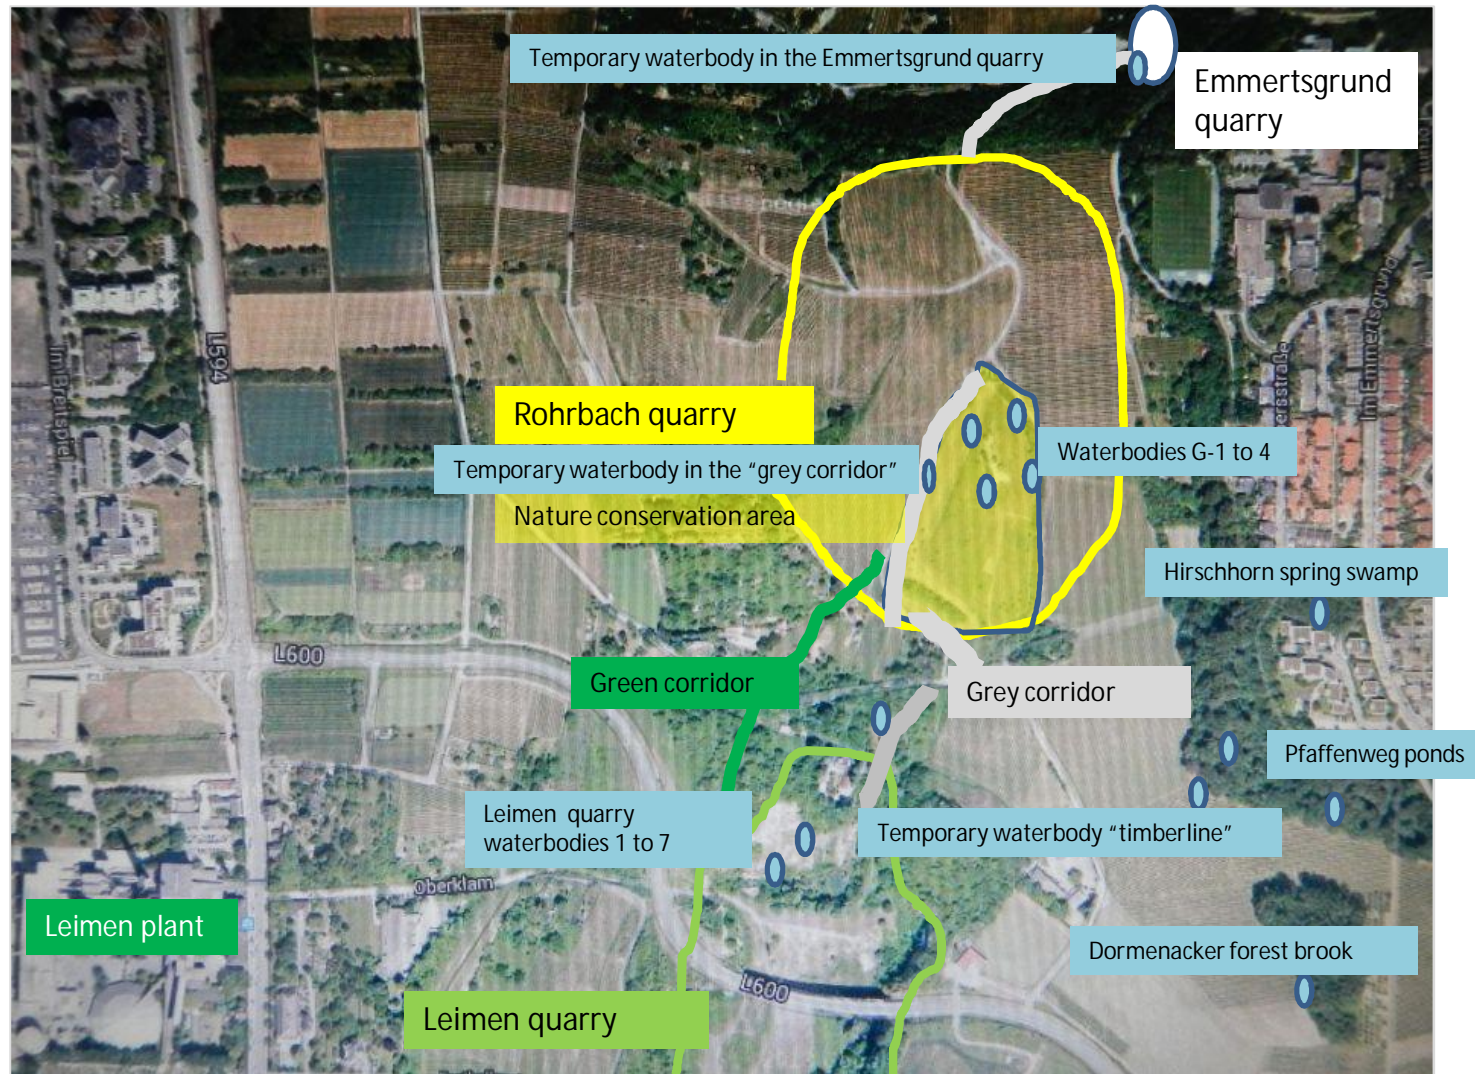 Temporary waterbody in the Emmertsgrund quarry
Emmertsgrund
quarry
Im Breitspiel
L594
Im Emmertsgrund
Rohrbach quarry
Temporary waterbody in the "grey corridor"
Waterbodies G-1 to 4
Nature conservation area
Hirschhorn spring swamp
L600
Green corridor
Grey corridor
Pfaffenweg ponds
Leimen quarry
waterbodies 1 to 7
Temporary waterbody "timberline"
Oberklam
Leimen plant
Dormenacker forest brook
L600
Leimen quarry